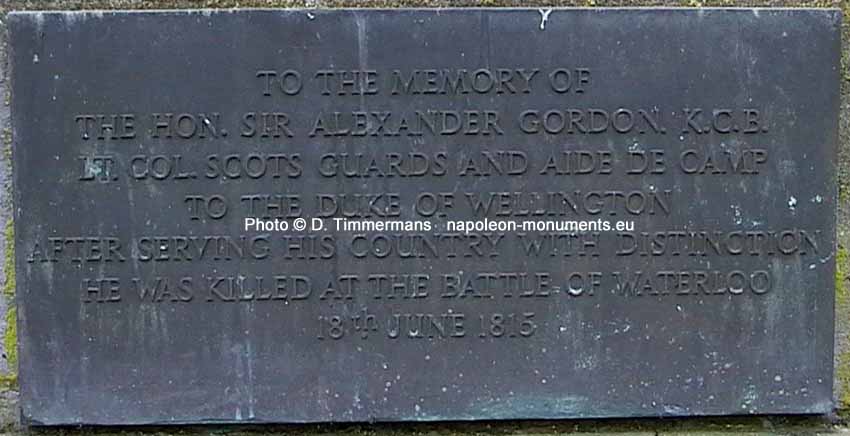 TO THE MEMORY OF
THE HON. SIR ALEXANDER GORDON. K.C.B.
LT. COL. SCOTS GUARDS AND AIDE DE CAMP
TO THE DUKE OF WELLINGTON
Photo © D. Timmermans napoleon-monuments.eu
AFTER SERVING HIS COUNTRY WITH DISTINCTION
HE WAS KILLED AT THE BATTLE OF WATERLOO
18th JUNE 1815